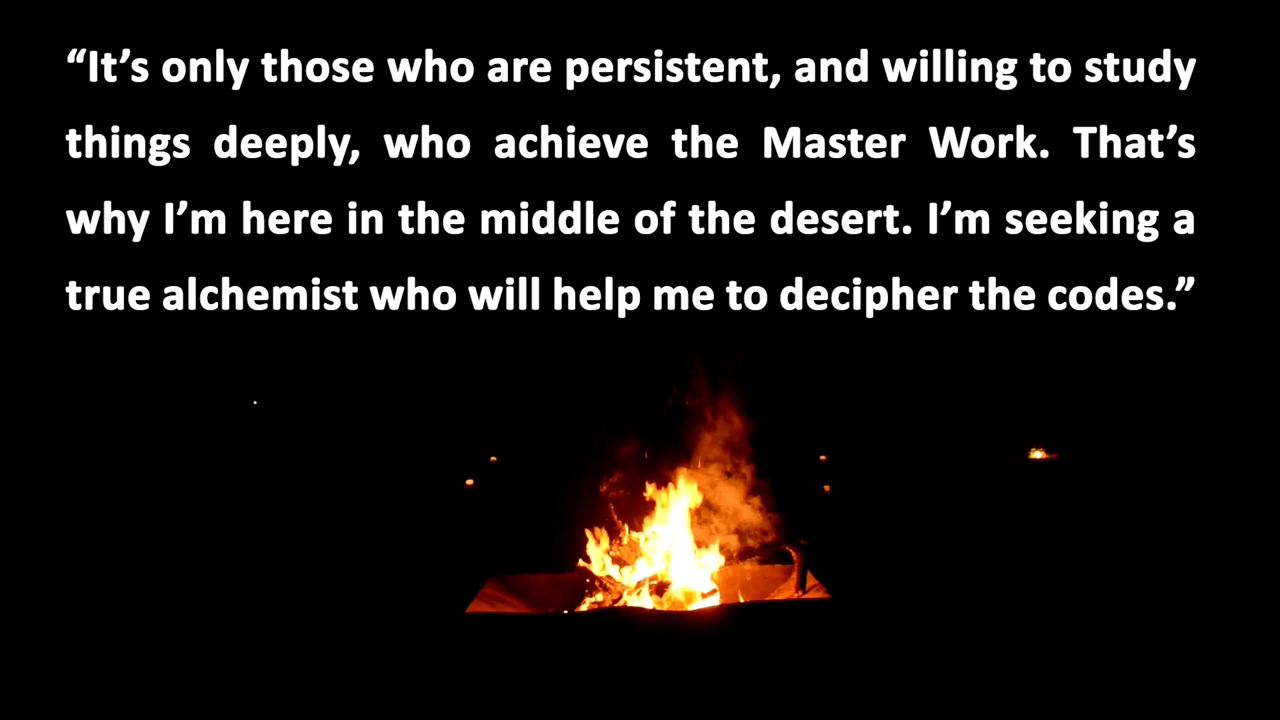 “It’s only those who are persistent, and willing to study
things deeply, who achieve the Master Work. That’s
why I’m here in the middle of the desert. I’m seeking a
true alchemist who will help me to decipher the codes.”